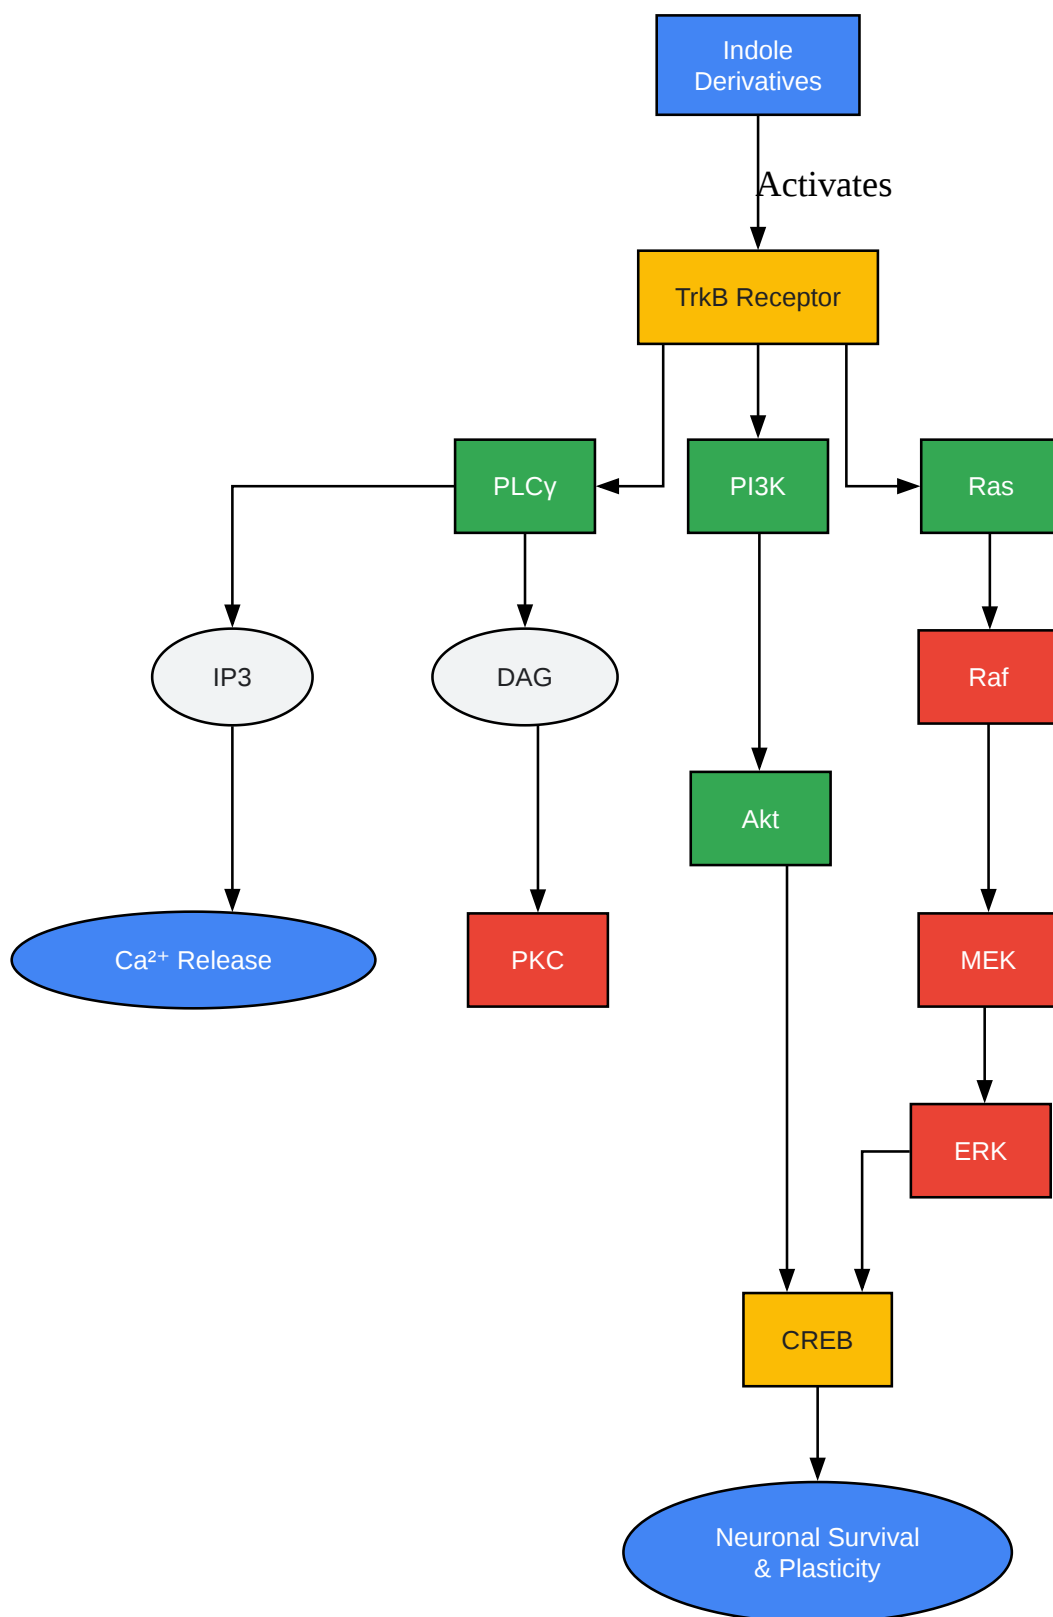 Indole
Derivatives
Activates
TrkB Receptor
PLCγ
PI3K
Ras
IP3
DAG
Raf
Akt
Ca²⁺ Release
PKC
MEK
ERK
CREB
Neuronal Survival
& Plasticity